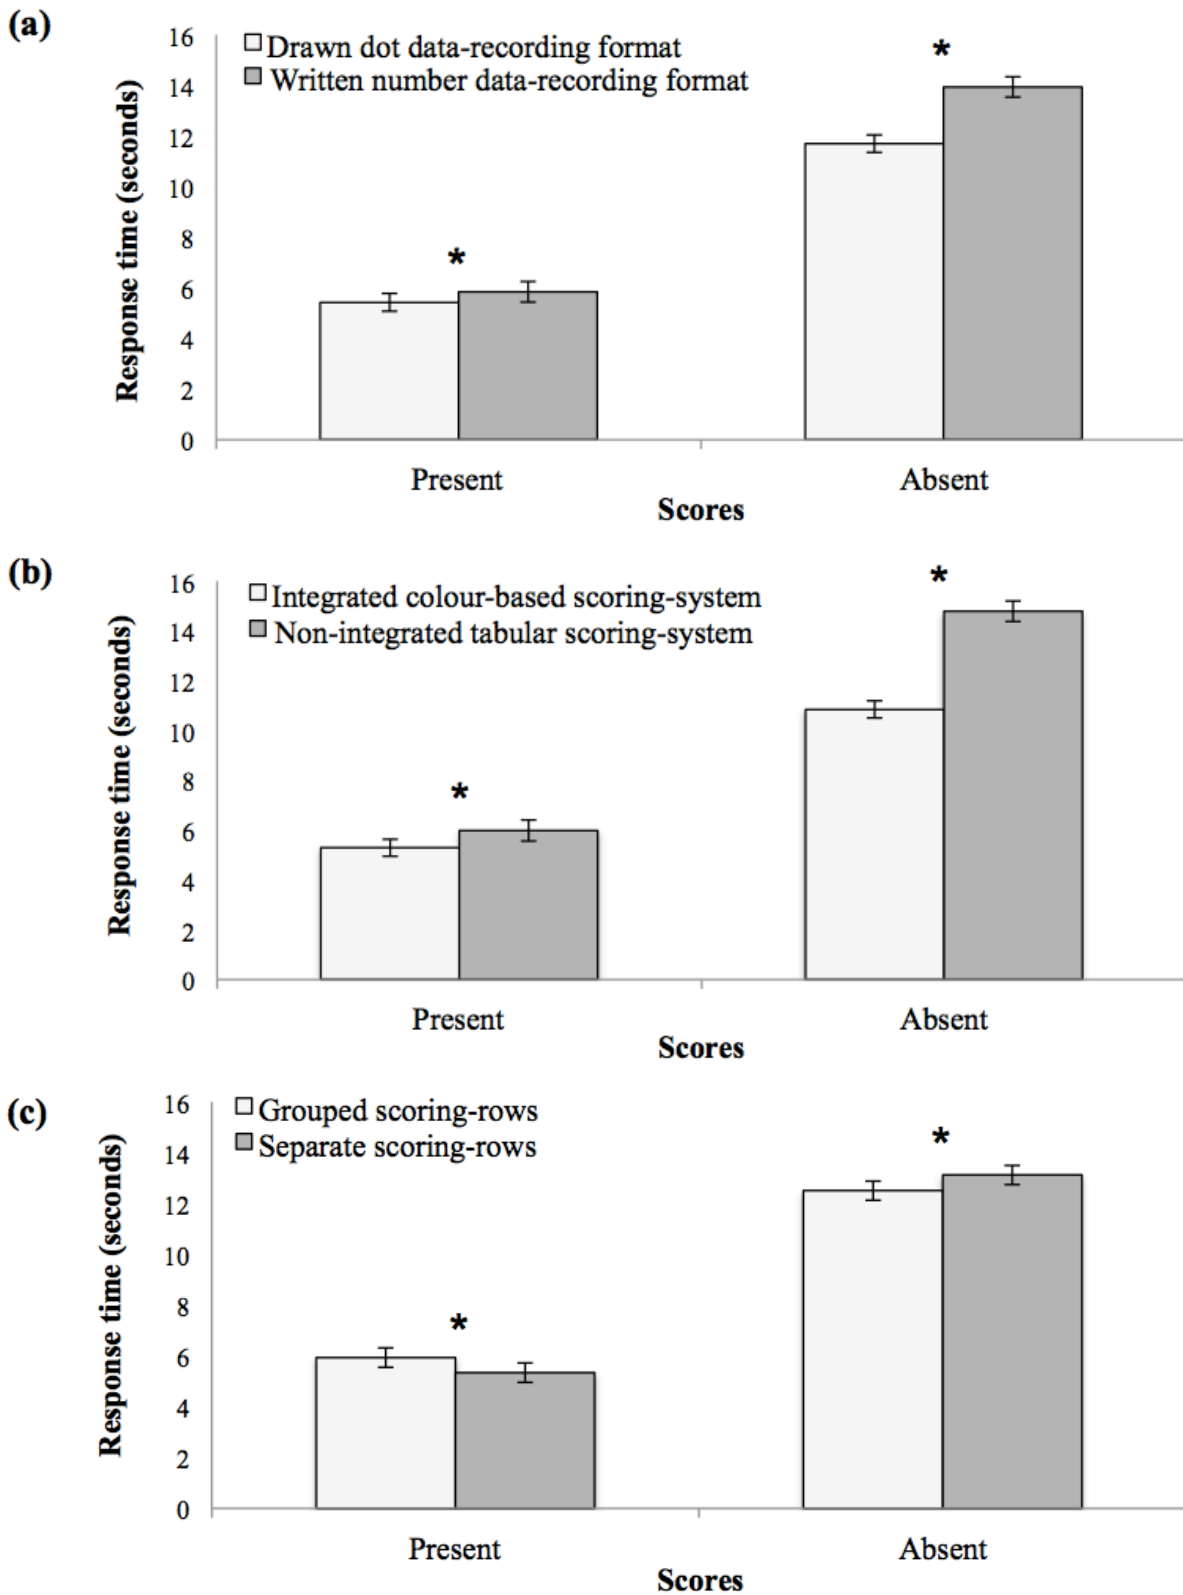 (a)
16
14
12
10
8
6
4
2
0
Response time (seconds)
Drawn dot data-recording format
Written number data-recording format
*
*
Present
Absent
Scores
(b)
16
14
12
10
8
6
4
2
0
Response time (seconds)
Integrated colour-based scoring-system
Non-integrated tabular scoring-system
*
*
Present
Absent
Scores
(c)
16
14
12
10
8
6
4
2
0
Response time (seconds)
Grouped scoring-rows
Separate scoring-rows
*
*
Present
Absent
Scores